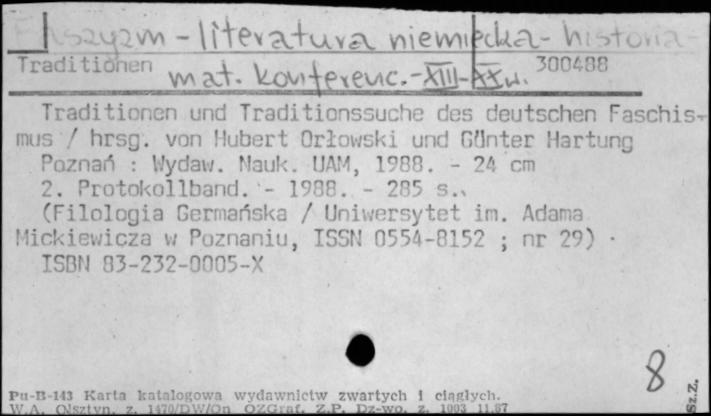 Faszyzm - literatura niemiecka - historia -
Traditionen mat. konferenc. - XIII-XX w. 300488
Traditionen und Traditionssuche des deutschen Faschis-
mus / hrsg. von Hubert Orłowski und Günter Hartung
Poznań : Wydaw. Nauk. UAM, 1988. - 24 cm
2. Protokollband. - 1988. - 285 s.
(Filologia Germańska / Uniwersytet im. Adama
Mickiewicza w Poznaniu, ISSN 0554-8152 ; nr 29)
ISBN 83-232-0005-X
8
Pu-B-143 Karta katalogowa wydawnictw zwartych i ciągłych.
W.A. Olsztyn, z. 1470/DW/On OZGraf. Z.P. Dz-wo, z. 1003 11.87
Sz.Z.